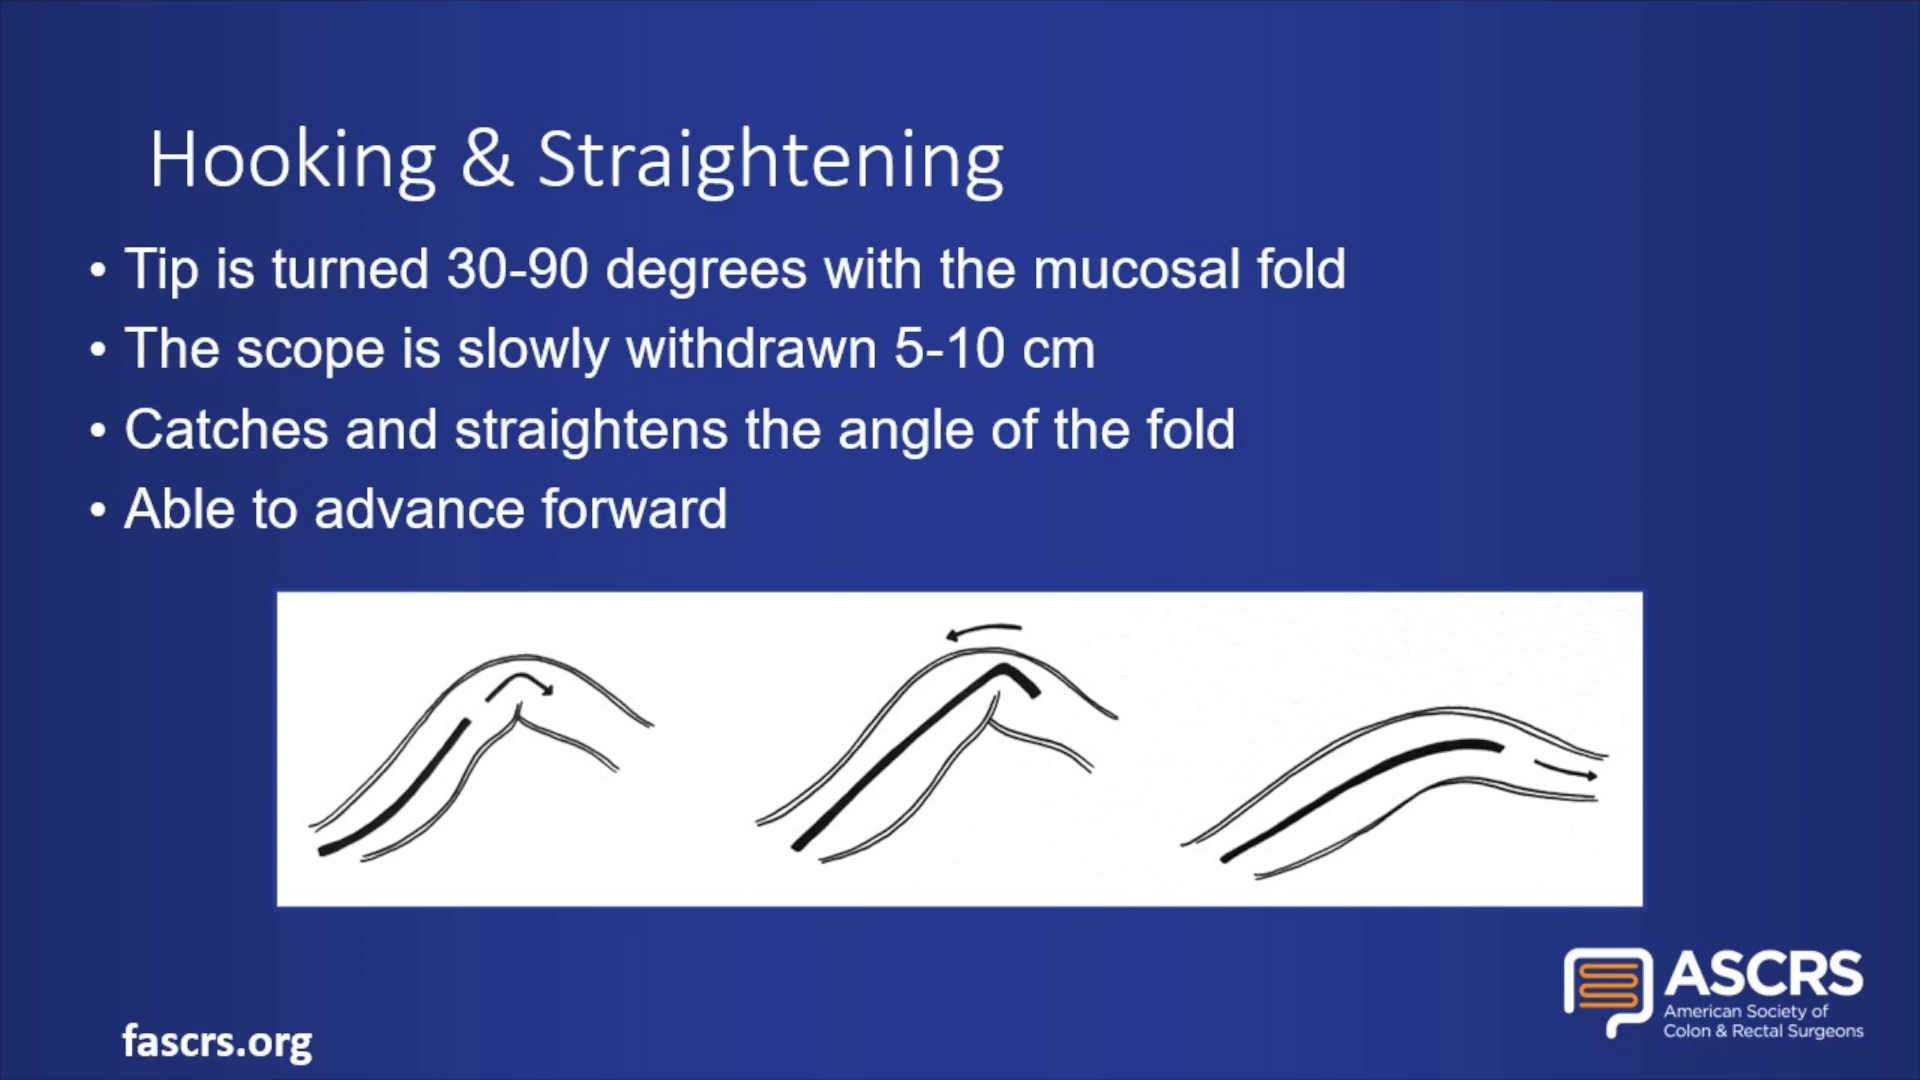 Hooking & Straightening
• Tip is turned 30-90 degrees with the mucosal fold
• The scope is slowly withdrawn 5-10 cm
• Catches and straightens the angle of the fold
• Able to advance forward
ASCRS
American Society of
Colon & Rectal Surgeons
fascrs.org